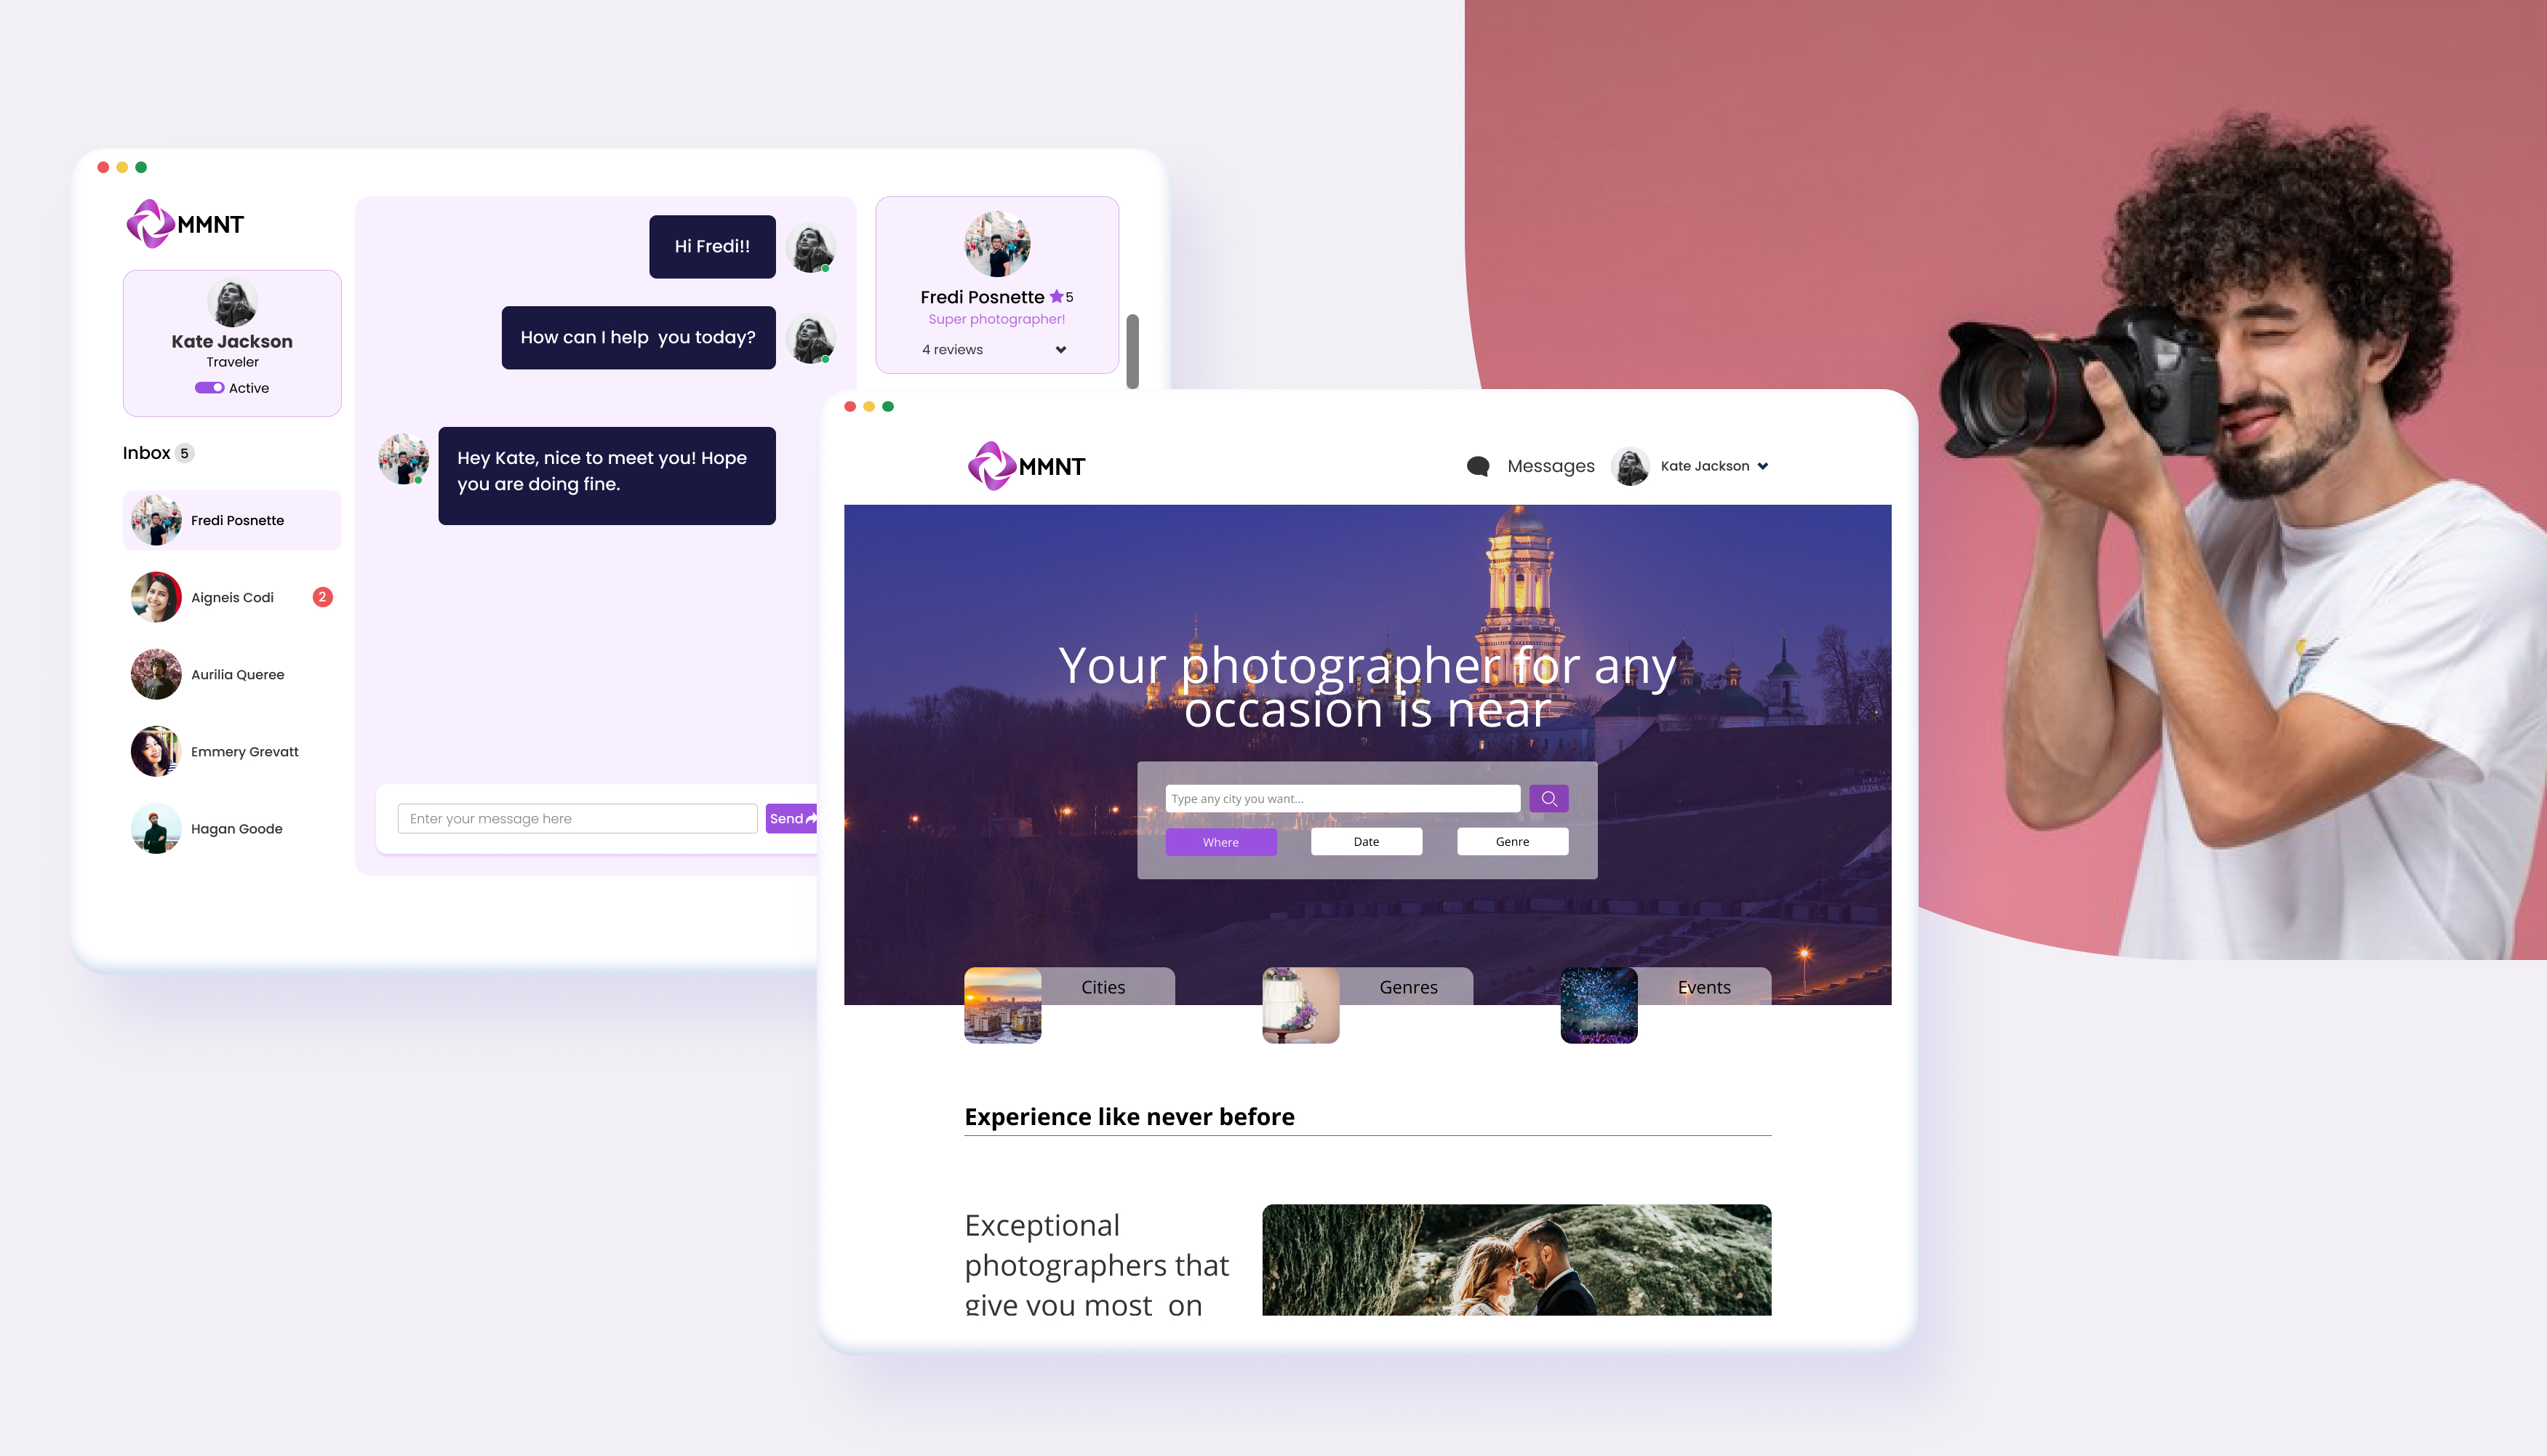 MMNT
Kate Jackson
Traveler
Active
Inbox 5
Fredi Posnette
Aigneis Codi 2
Aurilia Queree
Emmery Grevatt
Hagan Goode
Hi Fredi!!
How can I help  you today?
Hey Kate, nice to meet you! Hope
you are doing fine.
Enter your message here
Send
Fredi Posnette 5
Super photographer!
4 reviews
MMNT
Messages
Kate Jackson
Your photographer for any
occasion is near
Type any city you want...
Where
Date
Genre
Cities
Genres
Events
Experience like never before
Exceptional
photographers that
give you most  on